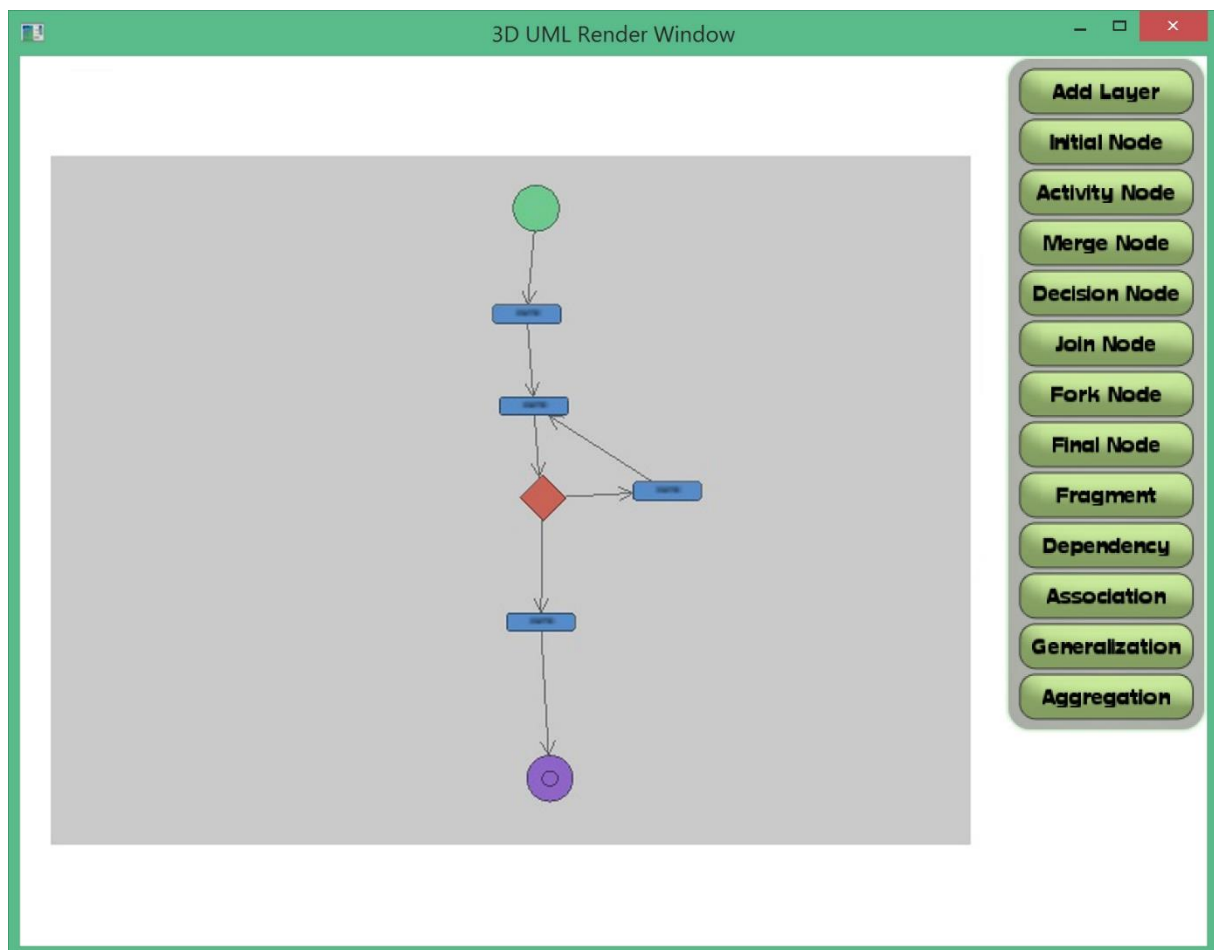 3D UML Render Window
Add Layer
Initial Node
Activity Node
Merge Node
Decision Node
Join Node
Fork Node
Final Node
Fragment
Dependency
Association
Generalization
Aggregation